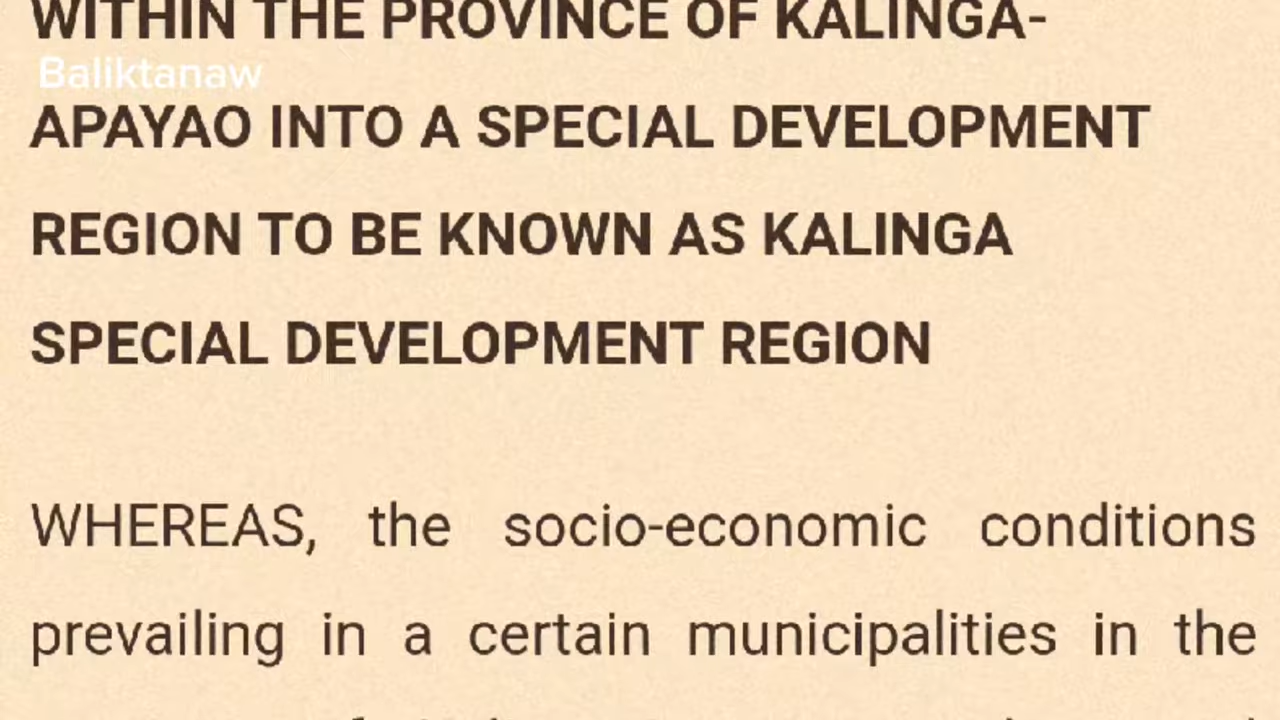 WITHIN THE PROVINCE OF KALINGA-
Baliktanaw
APAYAO INTO A SPECIAL DEVELOPMENT
REGION TO BE KNOWN AS KALINGA
SPECIAL DEVELOPMENT REGION
WHEREAS, the socio-economic conditions
prevailing in a certain municipalities in the